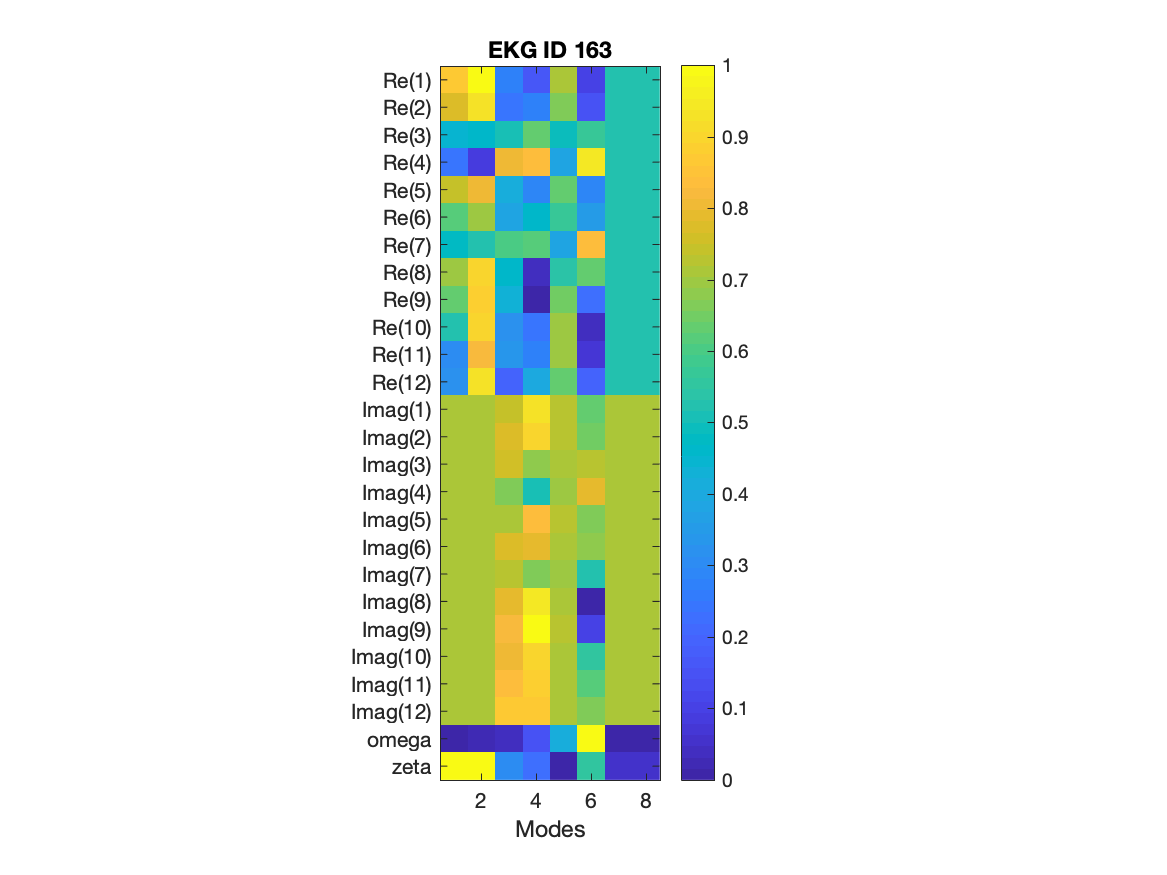 EKG ID 163
Re(1)
Re(2)
Re(3)
Re(4)
Re(5)
Re(6)
Re(7)
Re(8)
Re(9)
Re(10)
Re(11)
Re(12)
Imag(1)
Imag(2)
Imag(3)
Imag(4)
Imag(5)
Imag(6)
Imag(7)
Imag(8)
Imag(9)
Imag(10)
Imag(11)
Imag(12)
omega
zeta
2 4 6 8
Modes
1
0.9
0.8
0.7
0.6
0.5
0.4
0.3
0.2
0.1
0